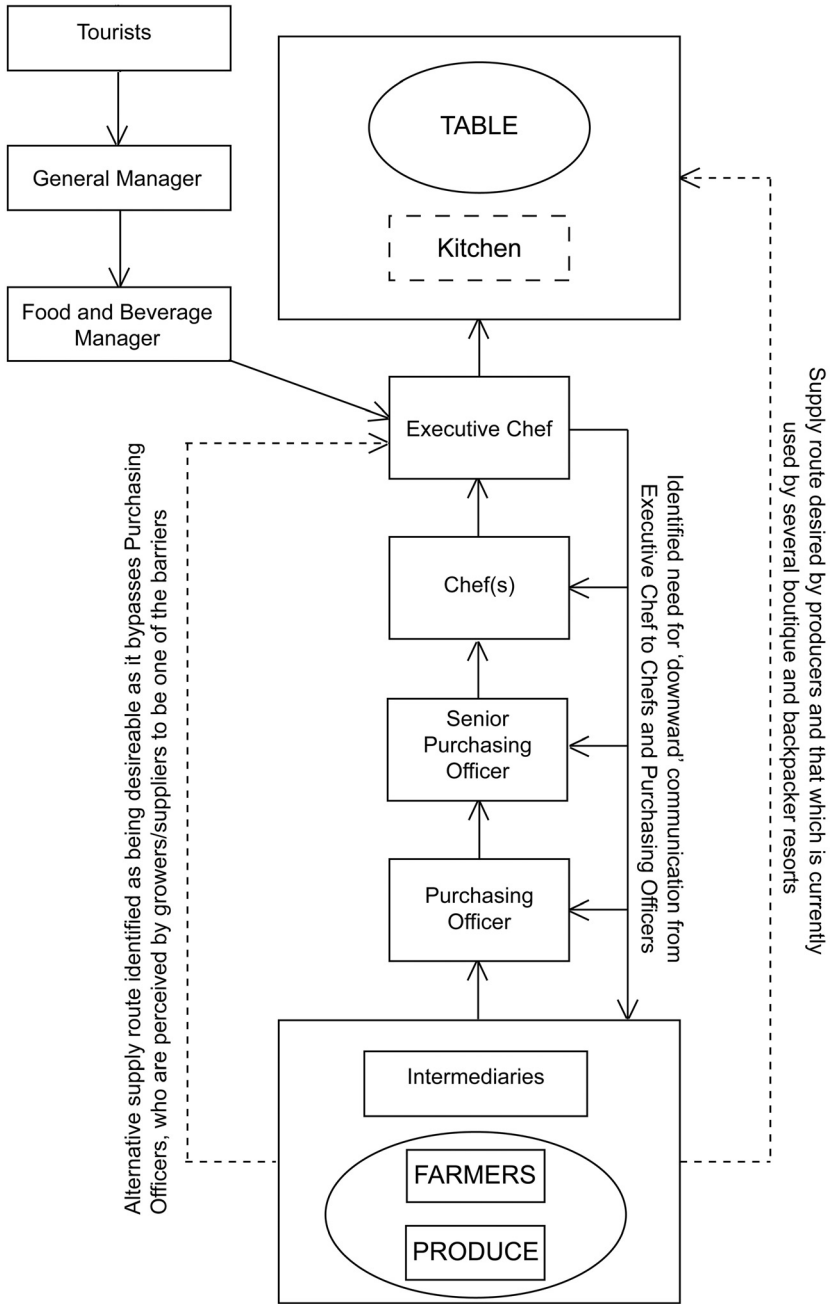 Tourists
General Manager
Food and Beverage
Manager
TABLE
Kitchen
Executive Chef
Chef(s)
Senior
Purchasing
Officer
Purchasing
Officer
Intermediaries
FARMERS
PRODUCE
Alternative supply route identified as being desireable as it bypasses Purchasing
Officers, who are perceived by growers/suppliers to be one of the barriers
Identified need for ‘downward’ communication from
Executive Chef to Chefs and Purchasing Officers
Supply route desired by producers and that which is currently
used by several boutique and backpacker resorts